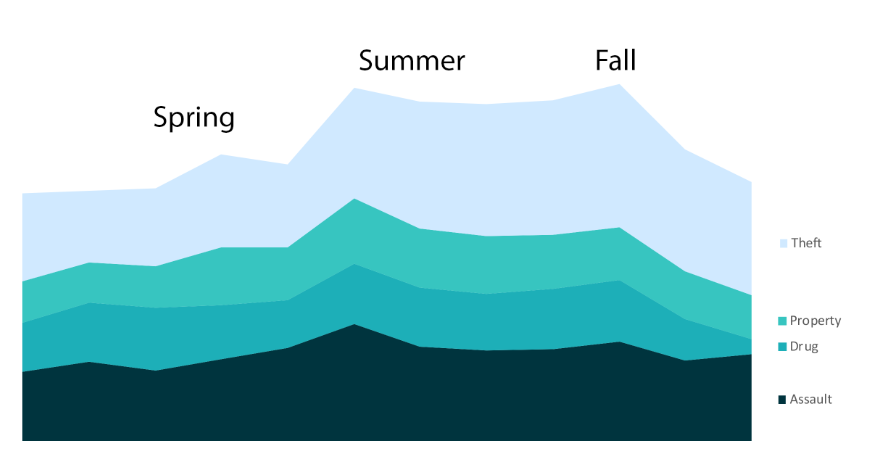 Summer
Fall
Spring
Theft
Property
Drug
Assault